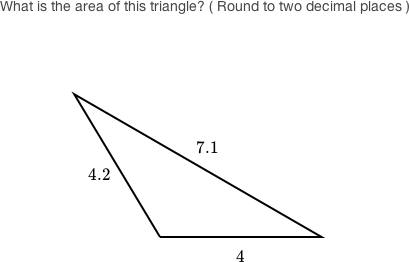 What is the area of this triangle? ( Round to two decimal places )
7.1
4.2
4